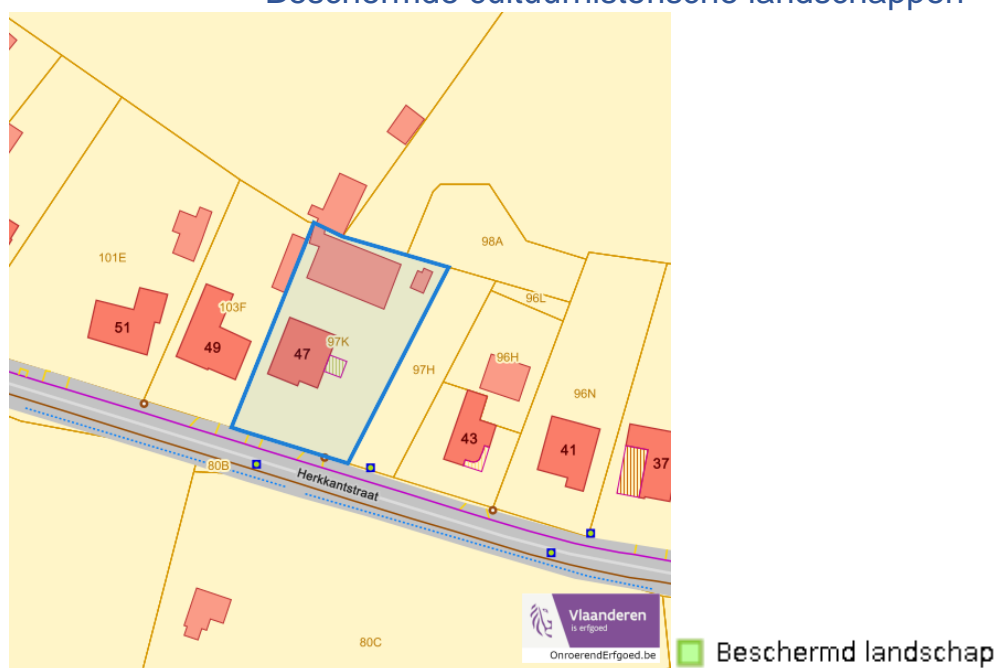 Beschermde cultuurhistorische landschappen
98A
101E
96L
103F
51
49
47
97K
97H
96H
96N
43
41
37
80B
Herkkantstraat
80C
Vlaanderen
is erfgoed
OnroerendErfgoed.be
Beschermd landschap